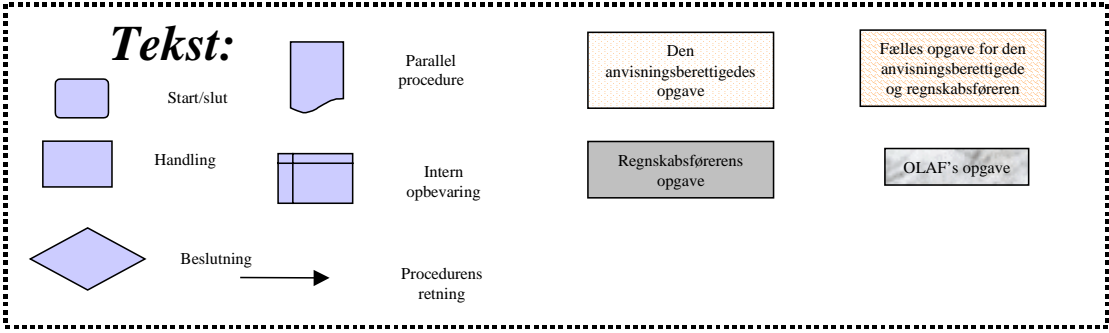 Tekst:
Start/slut
Handling
Beslutning
Parallel
procedure
Intern
opbevaring
Procedurens
retning
Den
anvisningsberettigedes
opgave
Regnskabsførerens
opgave
Fælles opgave for den
anvisningsberettigede
og regnskabsføreren
OLAF's opgave